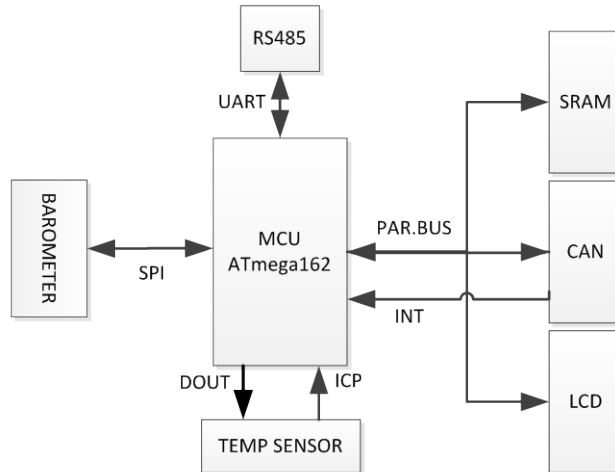 RS485
UART
SRAM
BAROMETER
SPI
MCU
ATmega162
PAR.BUS
CAN
INT
DOUT
ICP
TEMP SENSOR
LCD